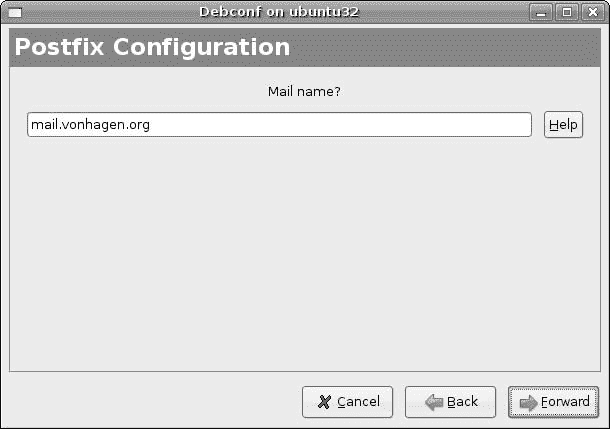 Debconf on ubuntu32
Postfix Configuration
Mail name?
mail.vonhagen.org
Help
Cancel
Back
Forward